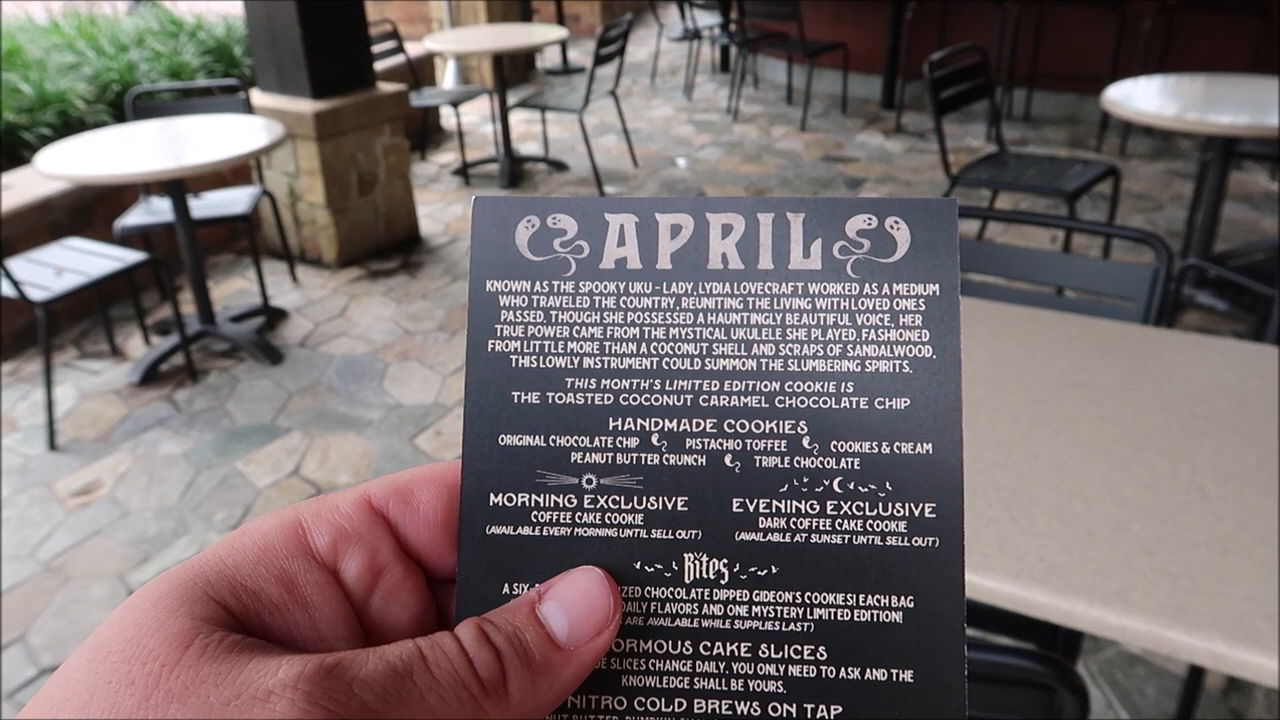 APRIL
KNOWN AS THE SPOOKY UKU - LADY, LYDIA LOVECRAFT WORKED AS A MEDIUM
WHO TRAVELED THE COUNTRY, REUNITING THE LIVING WITH LOVED ONES
PASSED. THOUGH SHE POSSESSED A HAUNTINGLY BEAUTIFUL VOICE, HER
TRUE POWER CAME FROM THE MYSTICAL UKULELE SHE PLAYED. FASHIONED
FROM LITTLE MORE THAN A COCONUT SHELL AND SCRAPS OF SANDALWOOD,
THIS LOWLY INSTRUMENT COULD SUMMON THE SLUMBERING SPIRITS.
THIS MONTH'S LIMITED EDITION COOKIE IS
THE TOASTED COCONUT CARAMEL CHOCOLATE CHIP
HANDMADE COOKIES
ORIGINAL CHOCOLATE CHIP PISTACHIO TOFFEE COOKIES & CREAM
PEANUT BUTTER CRUNCH TRIPLE CHOCOLATE
MORNING EXCLUSIVE
COFFEE CAKE COOKIE
(AVAILABLE EVERY MORNING UNTIL SELL OUT)
EVENING EXCLUSIVE
DARK COFFEE CAKE COOKIE
(AVAILABLE AT SUNSET UNTIL SELL OUT)
Bites
A CHOCOLATE DIPPED GIDEON'S COOKIES! EACH BAG
DAILY FLAVORS AND ONE MYSTERY LIMITED EDITION!
ARE AVAILABLE WHILE SUPPLIES LAST)
CAKE SLICES
SLICES CHANGE DAILY. YOU ONLY NEED TO ASK AND THE
KNOWLEDGE SHALL BE YOURS.
NITRO COLD BREWS ON TAP